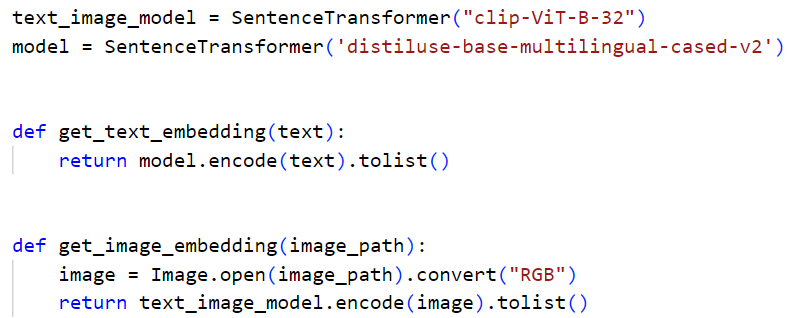 text_image_model = SentenceTransformer("clip-ViT-B-32")
model = SentenceTransformer('distiluse-base-multilingual-cased-v2')
def get_text_embedding(text):
    return model.encode(text).tolist()
def get_image_embedding(image_path):
    image = Image.open(image_path).convert("RGB")
    return text_image_model.encode(image).tolist()